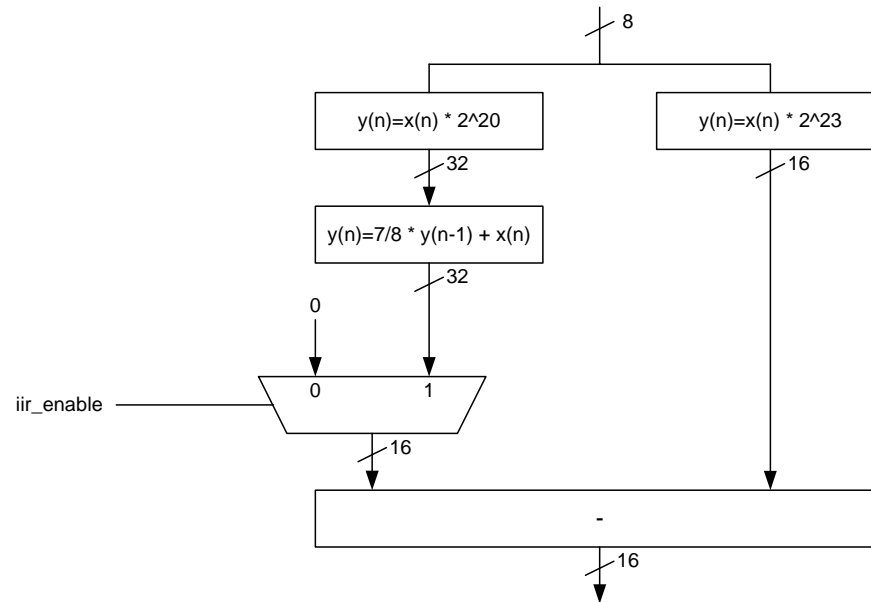 8
y(n)=x(n) * 2^20
y(n)=x(n) * 2^23
32
16
y(n)=7/8 * y(n-1) + x(n)
32
0
0
1
iir_enable
16
-
16